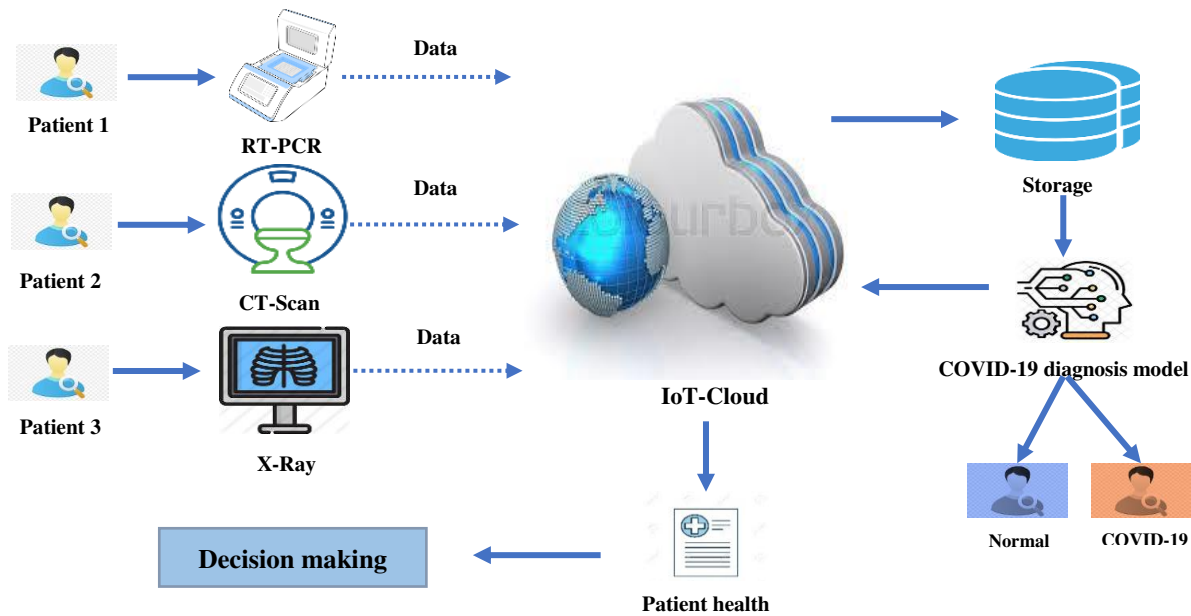 Data
Patient 1
RT-PCR
Data
Storage
Patient 2
CT-Scan
Data
COVID-19 diagnosis model
IoT-Cloud
Patient 3
X-Ray
Normal
COVID-19
Decision making
Patient health